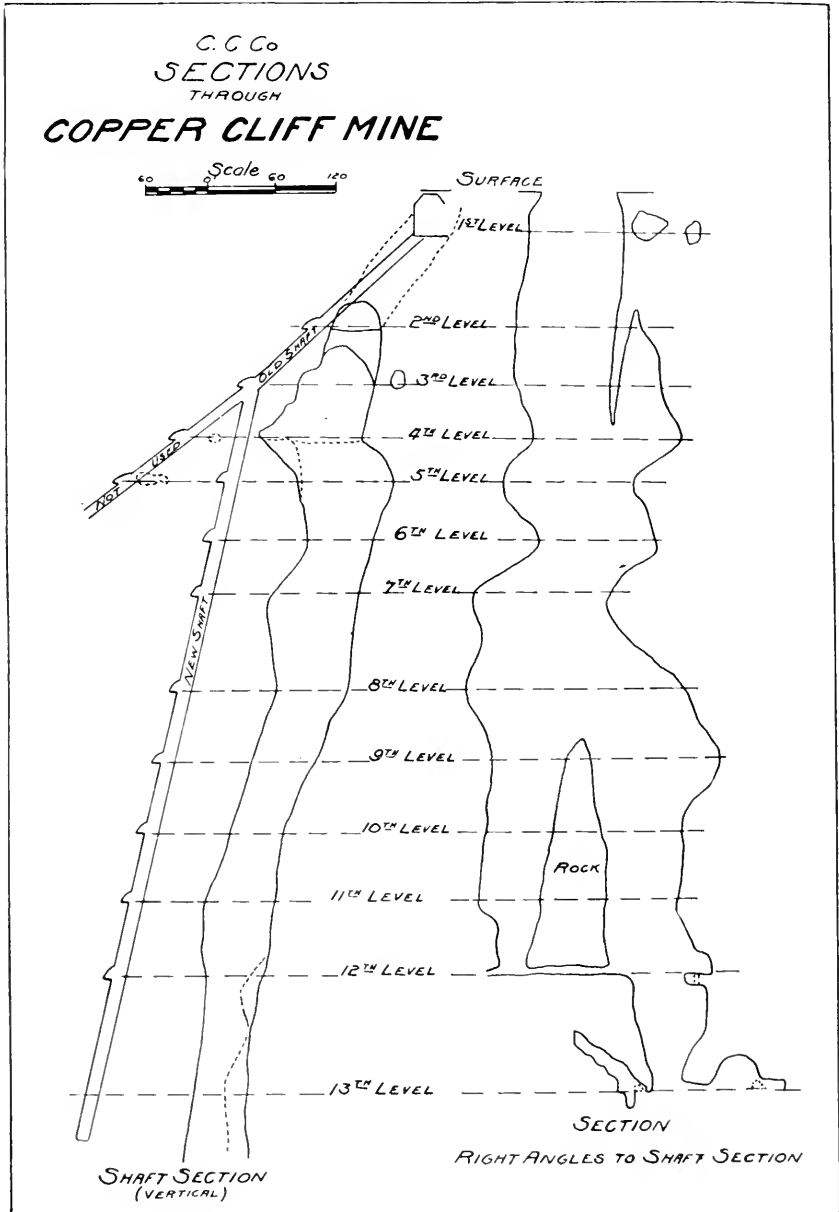 C. C Co
SECTIONS
THROUGH
COPPER CLIFF MINE
Scale
60 0' 60 120
SURFACE
1ST LEVEL
2ND LEVEL
OLD SHAFT
3RD LEVEL
4TH LEVEL
NOT USED
5TH LEVEL
6TH LEVEL
7TH LEVEL
NEW SHAFT
8TH LEVEL
9TH LEVEL
10TH LEVEL
ROCK
11TH LEVEL
12TH LEVEL
13TH LEVEL
SHAFT SECTION
(VERTICAL)
SECTION
RIGHT ANGLES TO SHAFT SECTION